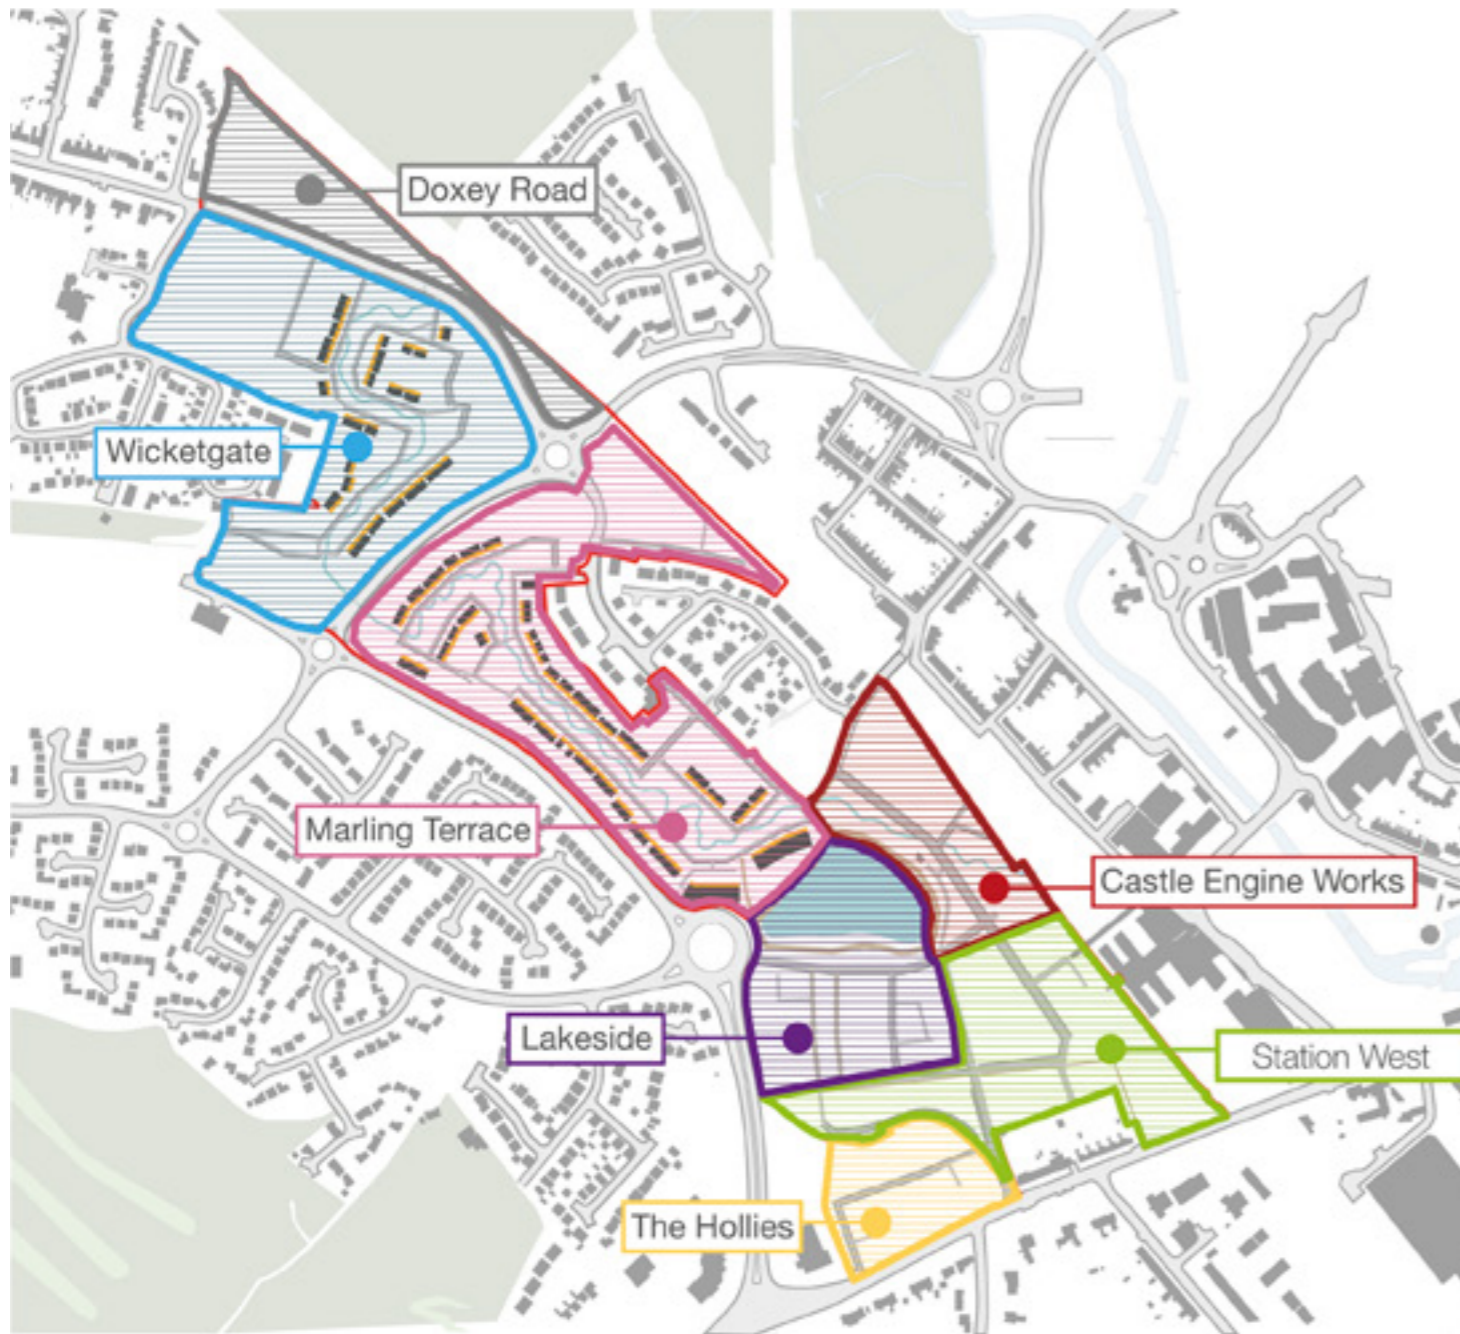 Doxey Road
Wicketgate
Marling Terrace
Castle Engine Works
Lakeside
Station West
The Hollies